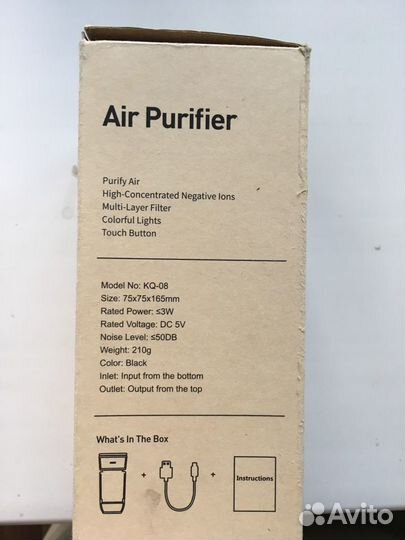 Air Purifier
Purify Air
High-Concentrated Negative Ions
Multi-Layer Filter
Colorful Lights
Touch Button
Model No: KQ-08
Size: 75x75x165mm
Rated Power: ≤3W
Rated Voltage: DC 5V
Noise Level: ≤50DB
Weight: 210g
Color: Black
Inlet: Input from the bottom
Outlet: Output from the top
What's In The Box
+ + Instructions
Avito